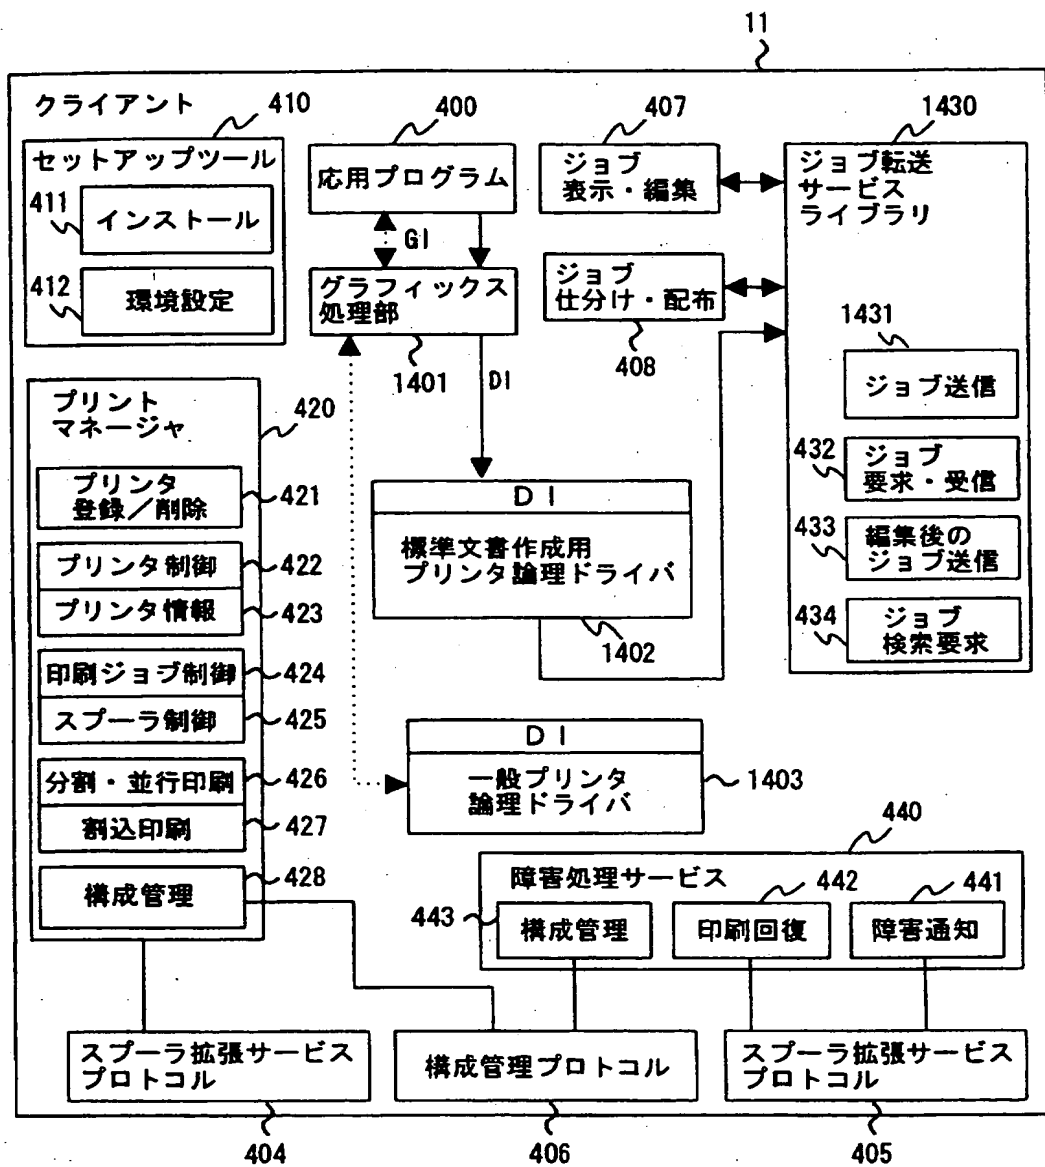 11
クライアント
410
400
407
1430
セットアップツール
411
インストール
412
環境設定
応用プログラム
GI
グラフィックス
処理部
1401
DI
ジョブ
表示・編集
ジョブ
仕分け・配布
408
ジョブ転送
サービス
ライブラリ
1431
ジョブ送信
432
ジョブ
要求・受信
433
編集後の
ジョブ送信
434
ジョブ
検索要求
プリント
マネージャ
420
プリンタ
登録/削除
421
プリンタ制御
422
プリンタ情報
423
印刷ジョブ制御
424
スプーラ制御
425
分割・並行印刷
426
割込印刷
427
構成管理
428
DI
標準文書作成用
プリンタ論理ドライバ
1402
DI
一般プリンタ
論理ドライバ
1403
440
障害処理サービス
442
441
443
構成管理
印刷回復
障害通知
スプーラ拡張サービス
プロトコル
構成管理プロトコル
スプーラ拡張サービス
プロトコル
404
406
405